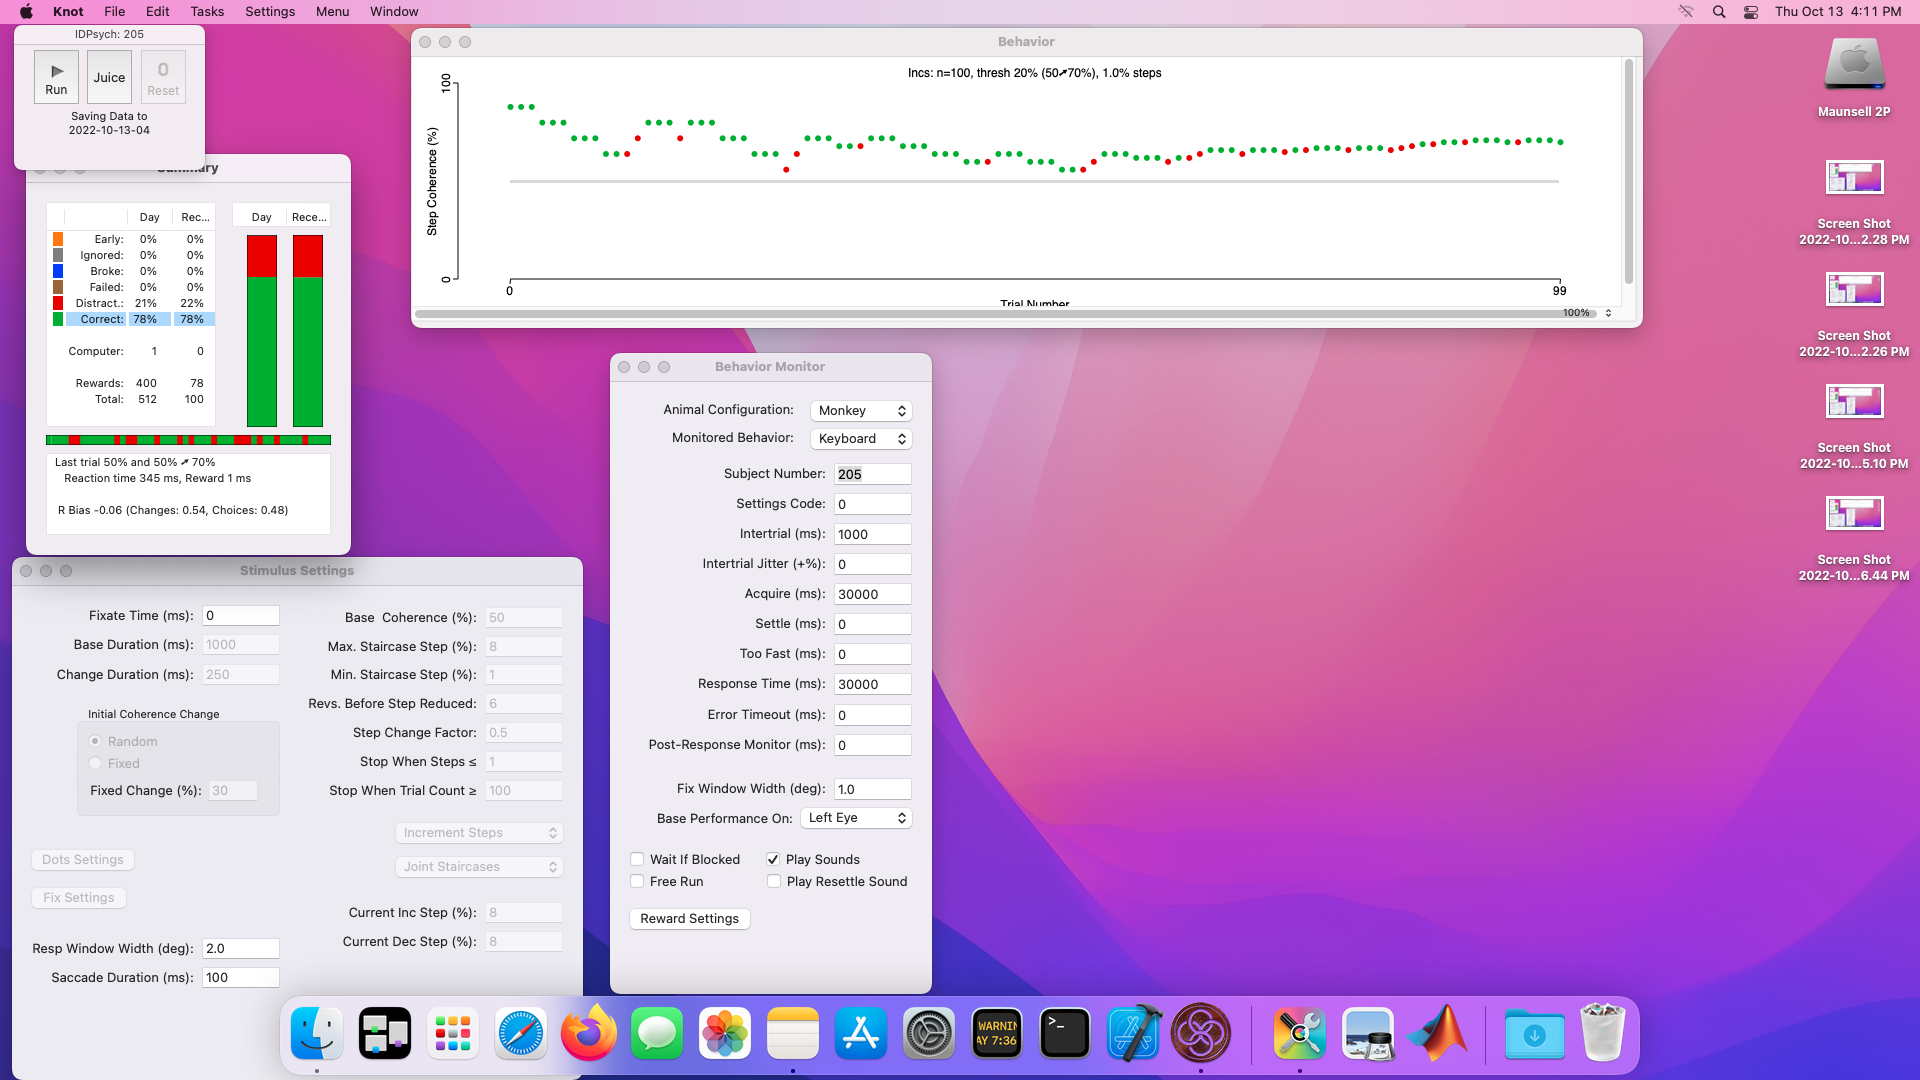 Knot File Edit Tasks Settings Menu Window Thu Oct 13 4:11 PM
IDPsych: 205
Run
Juice
0
Reset
Saving Data to
2022-10-13-04
Summary
Day Rec... Day Rece...
Early: 0% 0%
Ignored: 0% 0%
Broke: 0% 0%
Failed: 0% 0%
Distract.: 21% 22%
Correct: 78% 78%
Computer: 1 0
Rewards: 400 78
Total: 512 100
Last trial 50% and 50% ➚ 70%
Reaction time 345 ms, Reward 1 ms
R Bias -0.06 (Changes: 0.54, Choices: 0.48)
Behavior
Incs: n=100, thresh 20% (50➚70%), 1.0% steps
100
Step Coherence (%)
0
0 99
Trial Number
100%
Stimulus Settings
Fixate Time (ms): 0
Base Duration (ms): 1000
Change Duration (ms): 250
Initial Coherence Change
Random
Fixed
Fixed Change (%): 30
Dots Settings
Fix Settings
Resp Window Width (deg): 2.0
Saccade Duration (ms): 100
Base Coherence (%): 50
Max. Staircase Step (%): 8
Min. Staircase Step (%): 1
Revs. Before Step Reduced: 6
Step Change Factor: 0.5
Stop When Steps ≤ 1
Stop When Trial Count ≥ 100
Increment Steps
Joint Staircases
Current Inc Step (%): 8
Current Dec Step (%): 8
Behavior Monitor
Animal Configuration: Monkey
Monitored Behavior: Keyboard
Subject Number: 205
Settings Code: 0
Intertrial (ms): 1000
Intertrial Jitter (+%): 0
Acquire (ms): 30000
Settle (ms): 0
Too Fast (ms): 0
Response Time (ms): 30000
Error Timeout (ms): 0
Post-Response Monitor (ms): 0
Fix Window Width (deg): 1.0
Base Performance On: Left Eye
Wait If Blocked Play Sounds
Free Run Play Resettle Sound
Reward Settings
Maunsell 2P
Screen Shot
2022-10...2.28 PM
Screen Shot
2022-10...2.26 PM
Screen Shot
2022-10...5.10 PM
Screen Shot
2022-10...6.44 PM
WARNIN
AY 7:36
>_